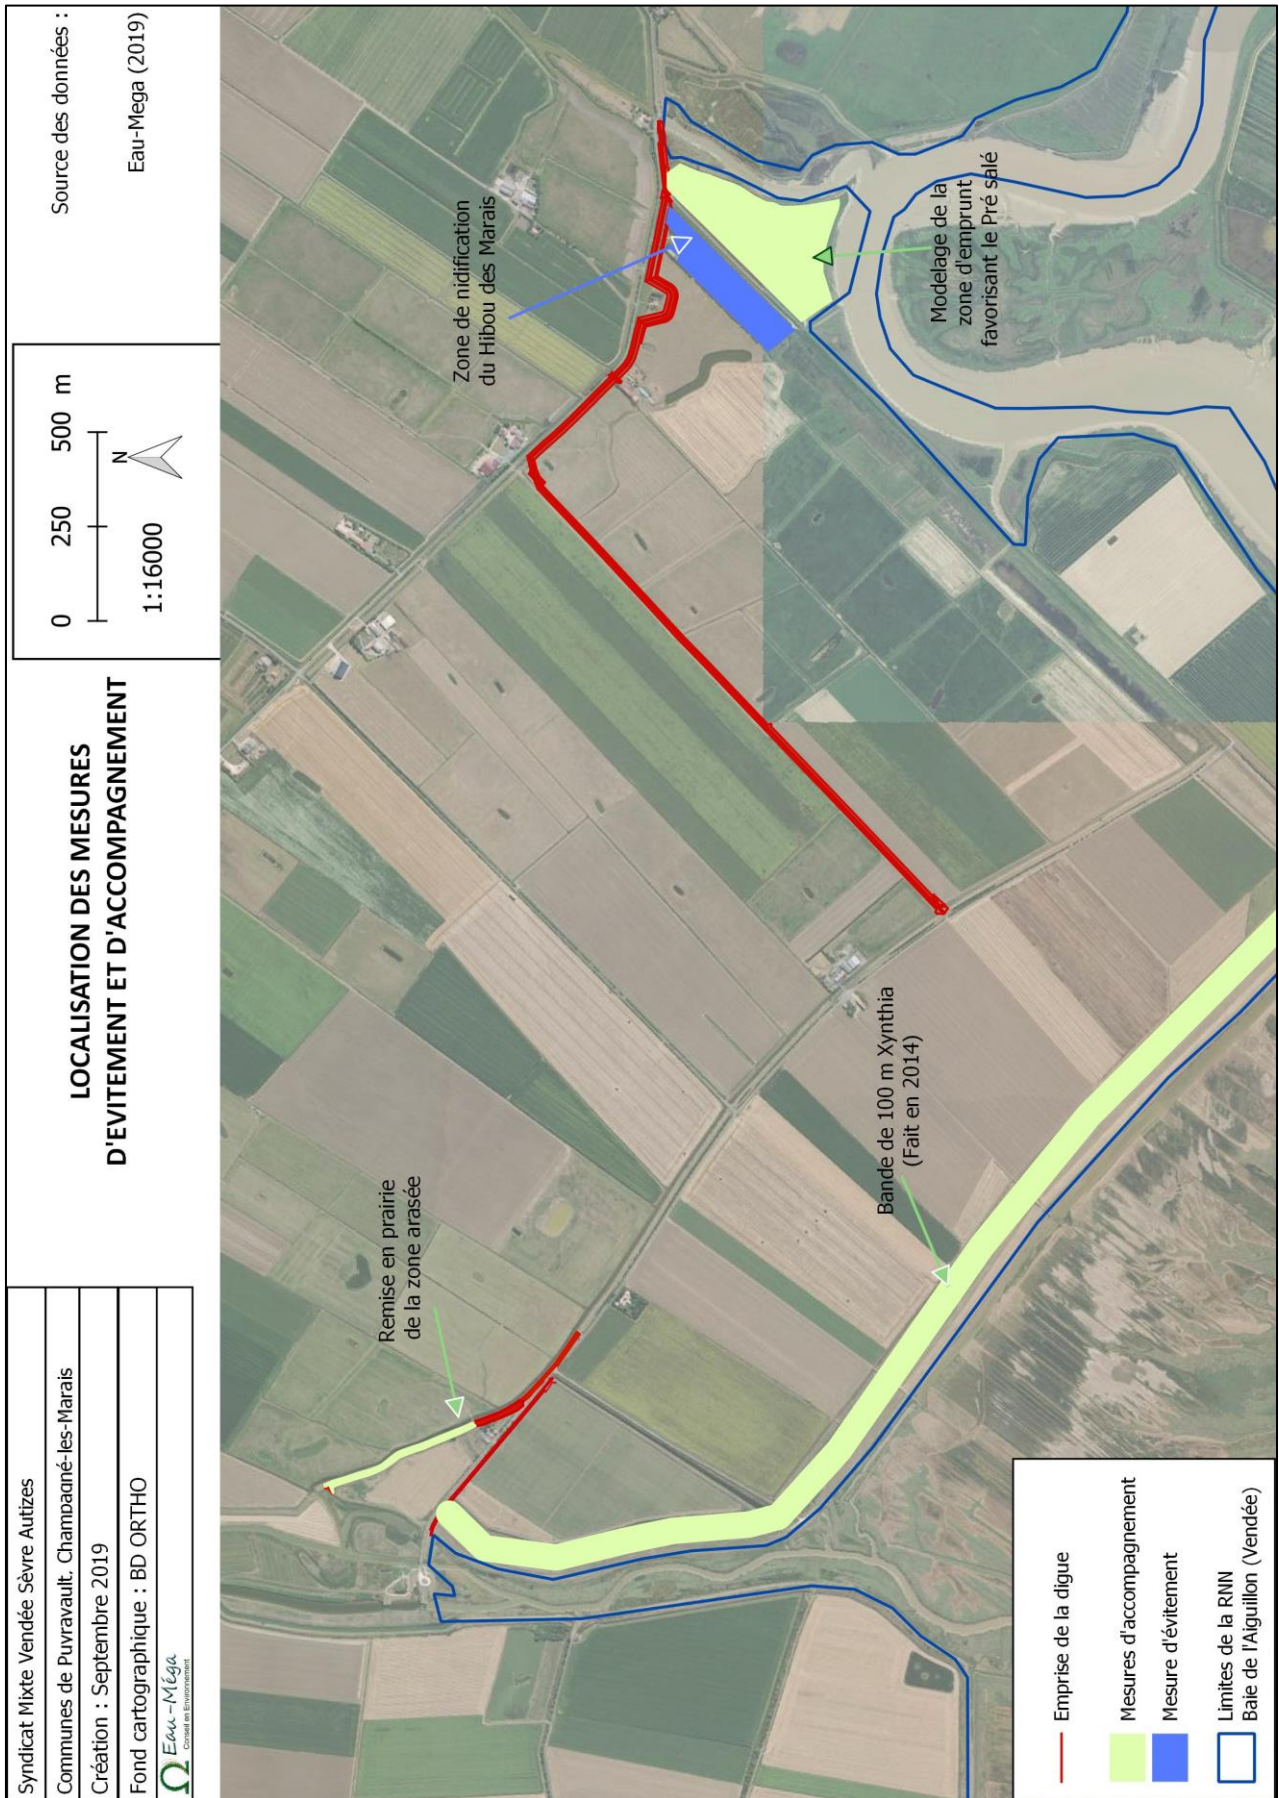 Syndicat Mixte Vendée Sèvre Autizes
Communes de Puyravault, Champagné-les-Marais
Création : Septembre 2019
Fond cartographique : BD ORTHO
Eau-Méga
Conseil en Environnement
LOCALISATION DES MESURES
D'EVITEMENT ET D'ACCOMPAGNEMENT
0 250 500 m
N
1:16000
Source des données :
Eau-Mega (2019)
Remise en prairie
de la zone arasée
Zone de nidification
du Hibou des Marais
Bande de 100 m Xynthia
(Fait en 2014)
Modelage de la
zone d'emprunt
favorisant le Pré salé
Emprise de la digue
Mesures d'accompagnement
Mesure d'évitement
Limites de la RNN
Baie de l'Aiguillon (Vendée)